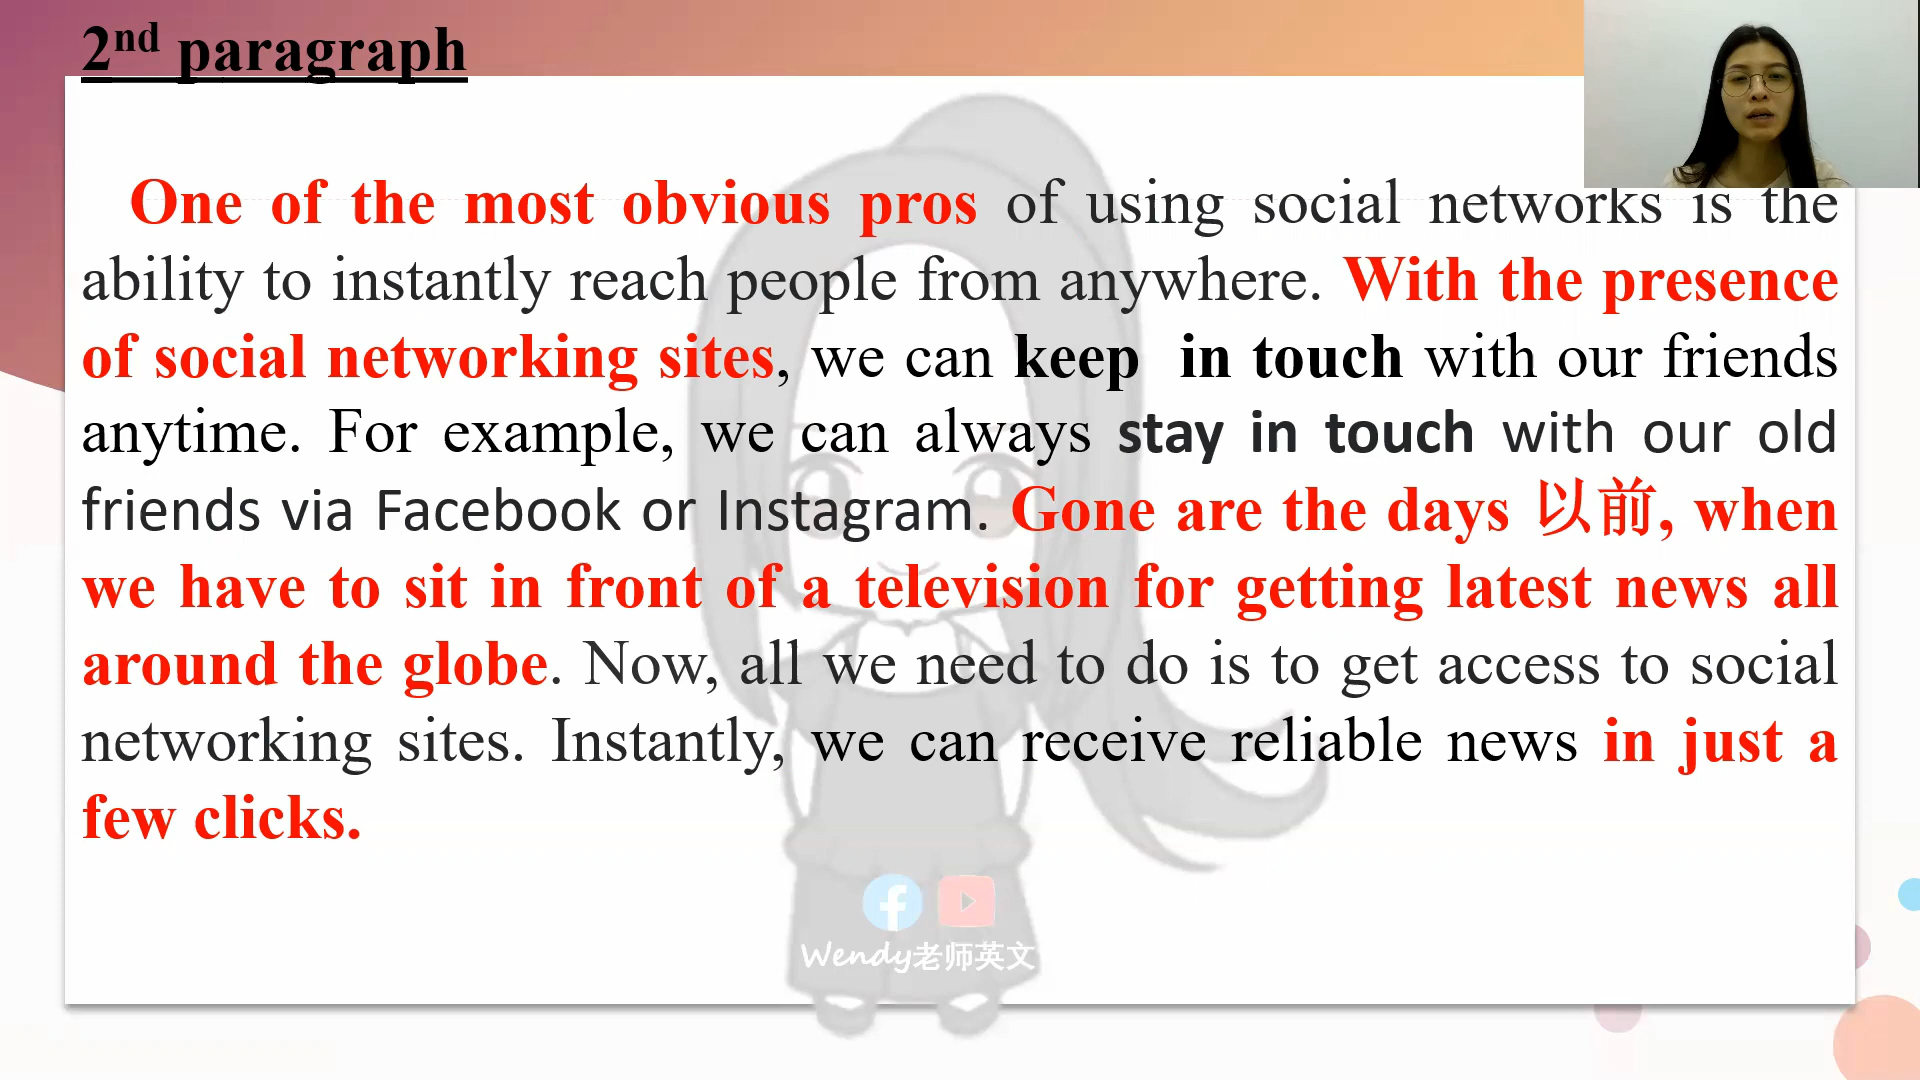 2nd paragraph
One of the most obvious pros of using social networks is the
ability to instantly reach people from anywhere. With the presence
of social networking sites, we can keep in touch with our friends
anytime. For example, we can always stay in touch with our old
friends via Facebook or Instagram. Gone are the days 以前, when
we have to sit in front of a television for getting latest news all
around the globe. Now, all we need to do is to get access to social
networking sites. Instantly, we can receive reliable news in just a
few clicks.
Wendy老师英文